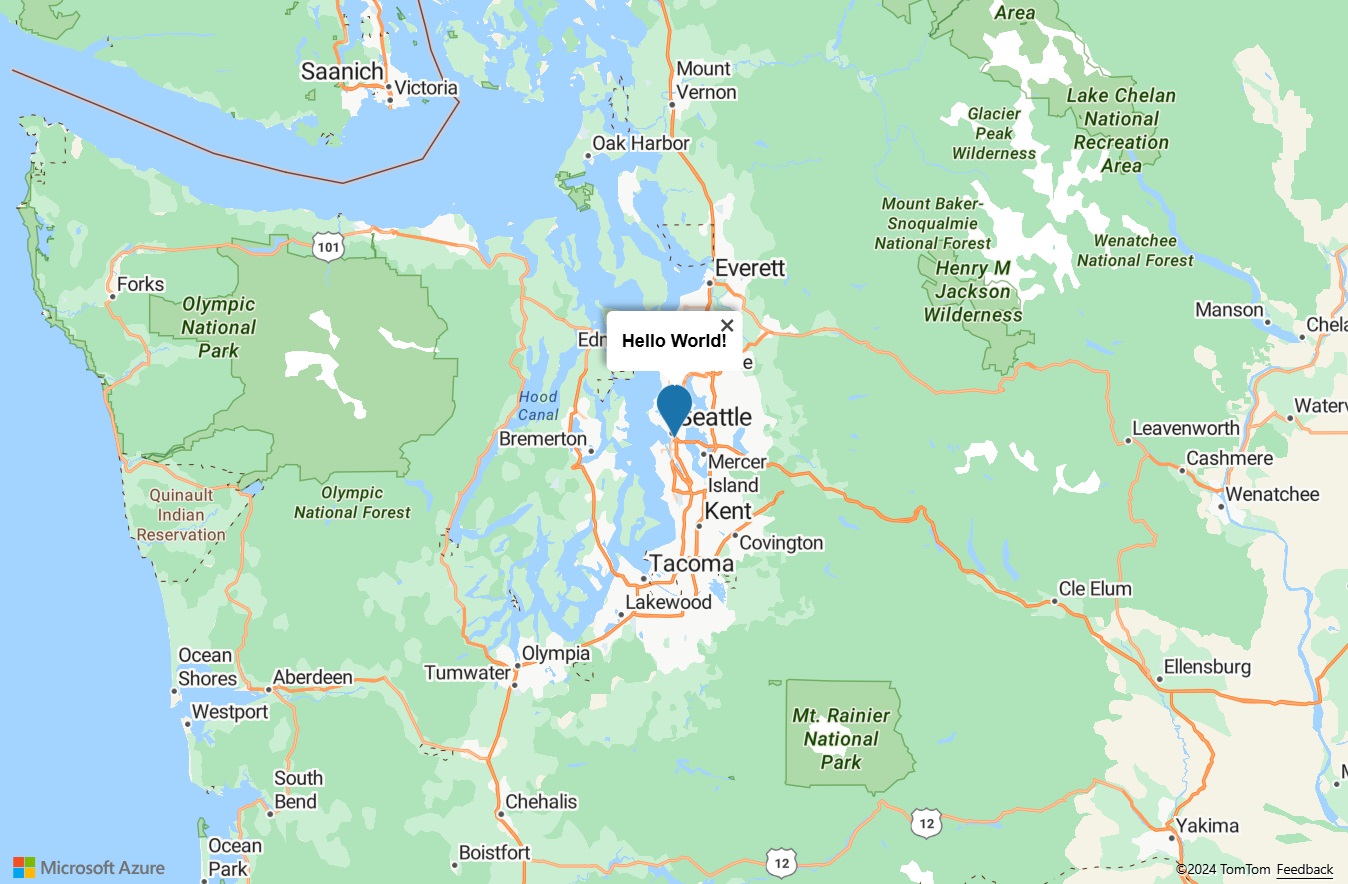 Area
Saanich
Victoria
Mount
Vernon
Lake Chelan
National
Recreation
Area
Glacier
Peak
Wilderness
Oak Harbor
Mount Baker-
Snoqualmie
National Forest
Wenatchee
National Forest
101
Everett
Henry M
Jackson
Wilderness
Forks
Olympic
National
Park
Manson
Chela
Edn
Hello World!
e
Hood
Canal
Seattle
Waterv
Bremerton
Leavenworth
Mercer
Island
Cashmere
Wenatchee
Quinault
Indian
Reservation
Olympic
National Forest
Kent
Covington
Tacoma
Lakewood
Cle Elum
Ocean
Shores
Olympia
Tumwater
Aberdeen
Ellensburg
Westport
Mt. Rainier
National
Park
South
Bend
Chehalis
12
Yakima
Ocean
Park
Boistfort
12
Microsoft Azure
©2024 TomTom Feedback